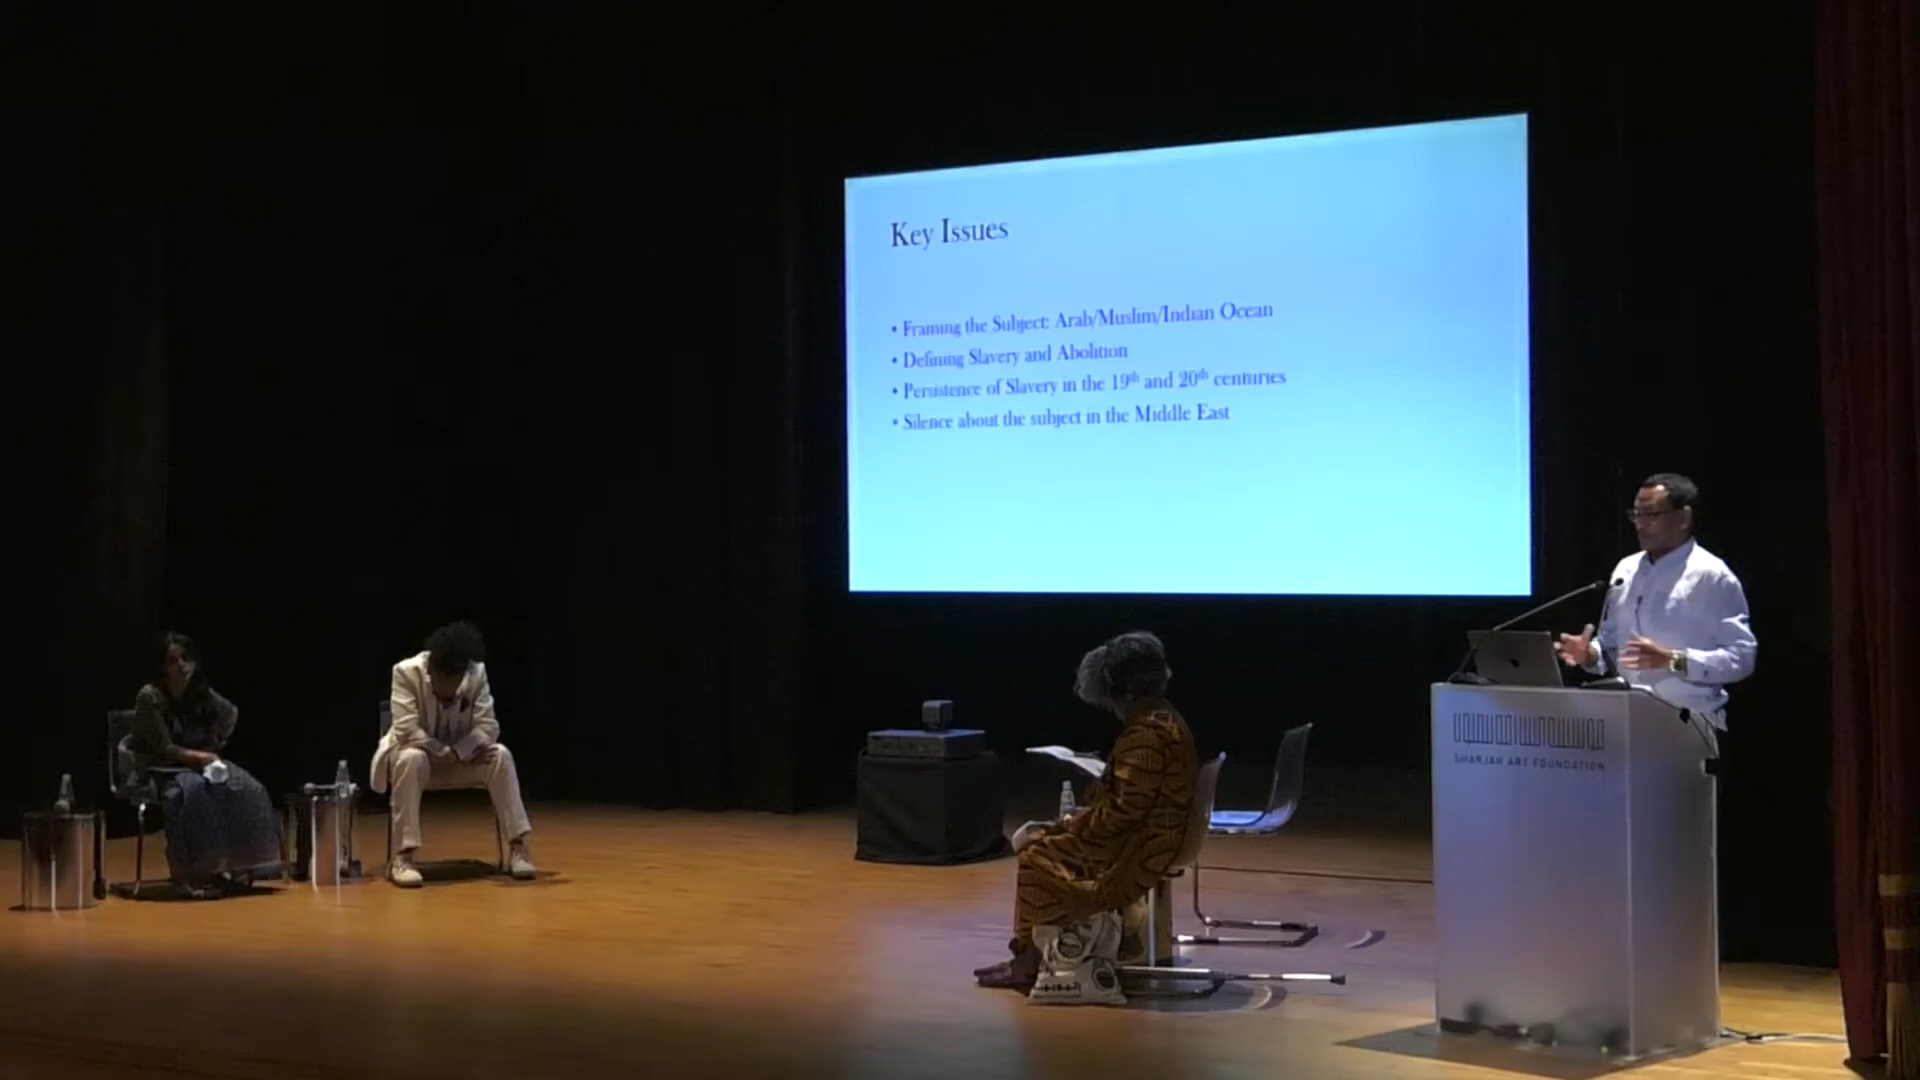 Key Issues
• Framing the Subject: Arab/Muslim/Indian Ocean
• Defining Slavery and Abolition
• Persistence of Slavery in the 19th and 20th centuries
• Silence about the subject in the Middle East
SHARJAH ART FOUNDATION